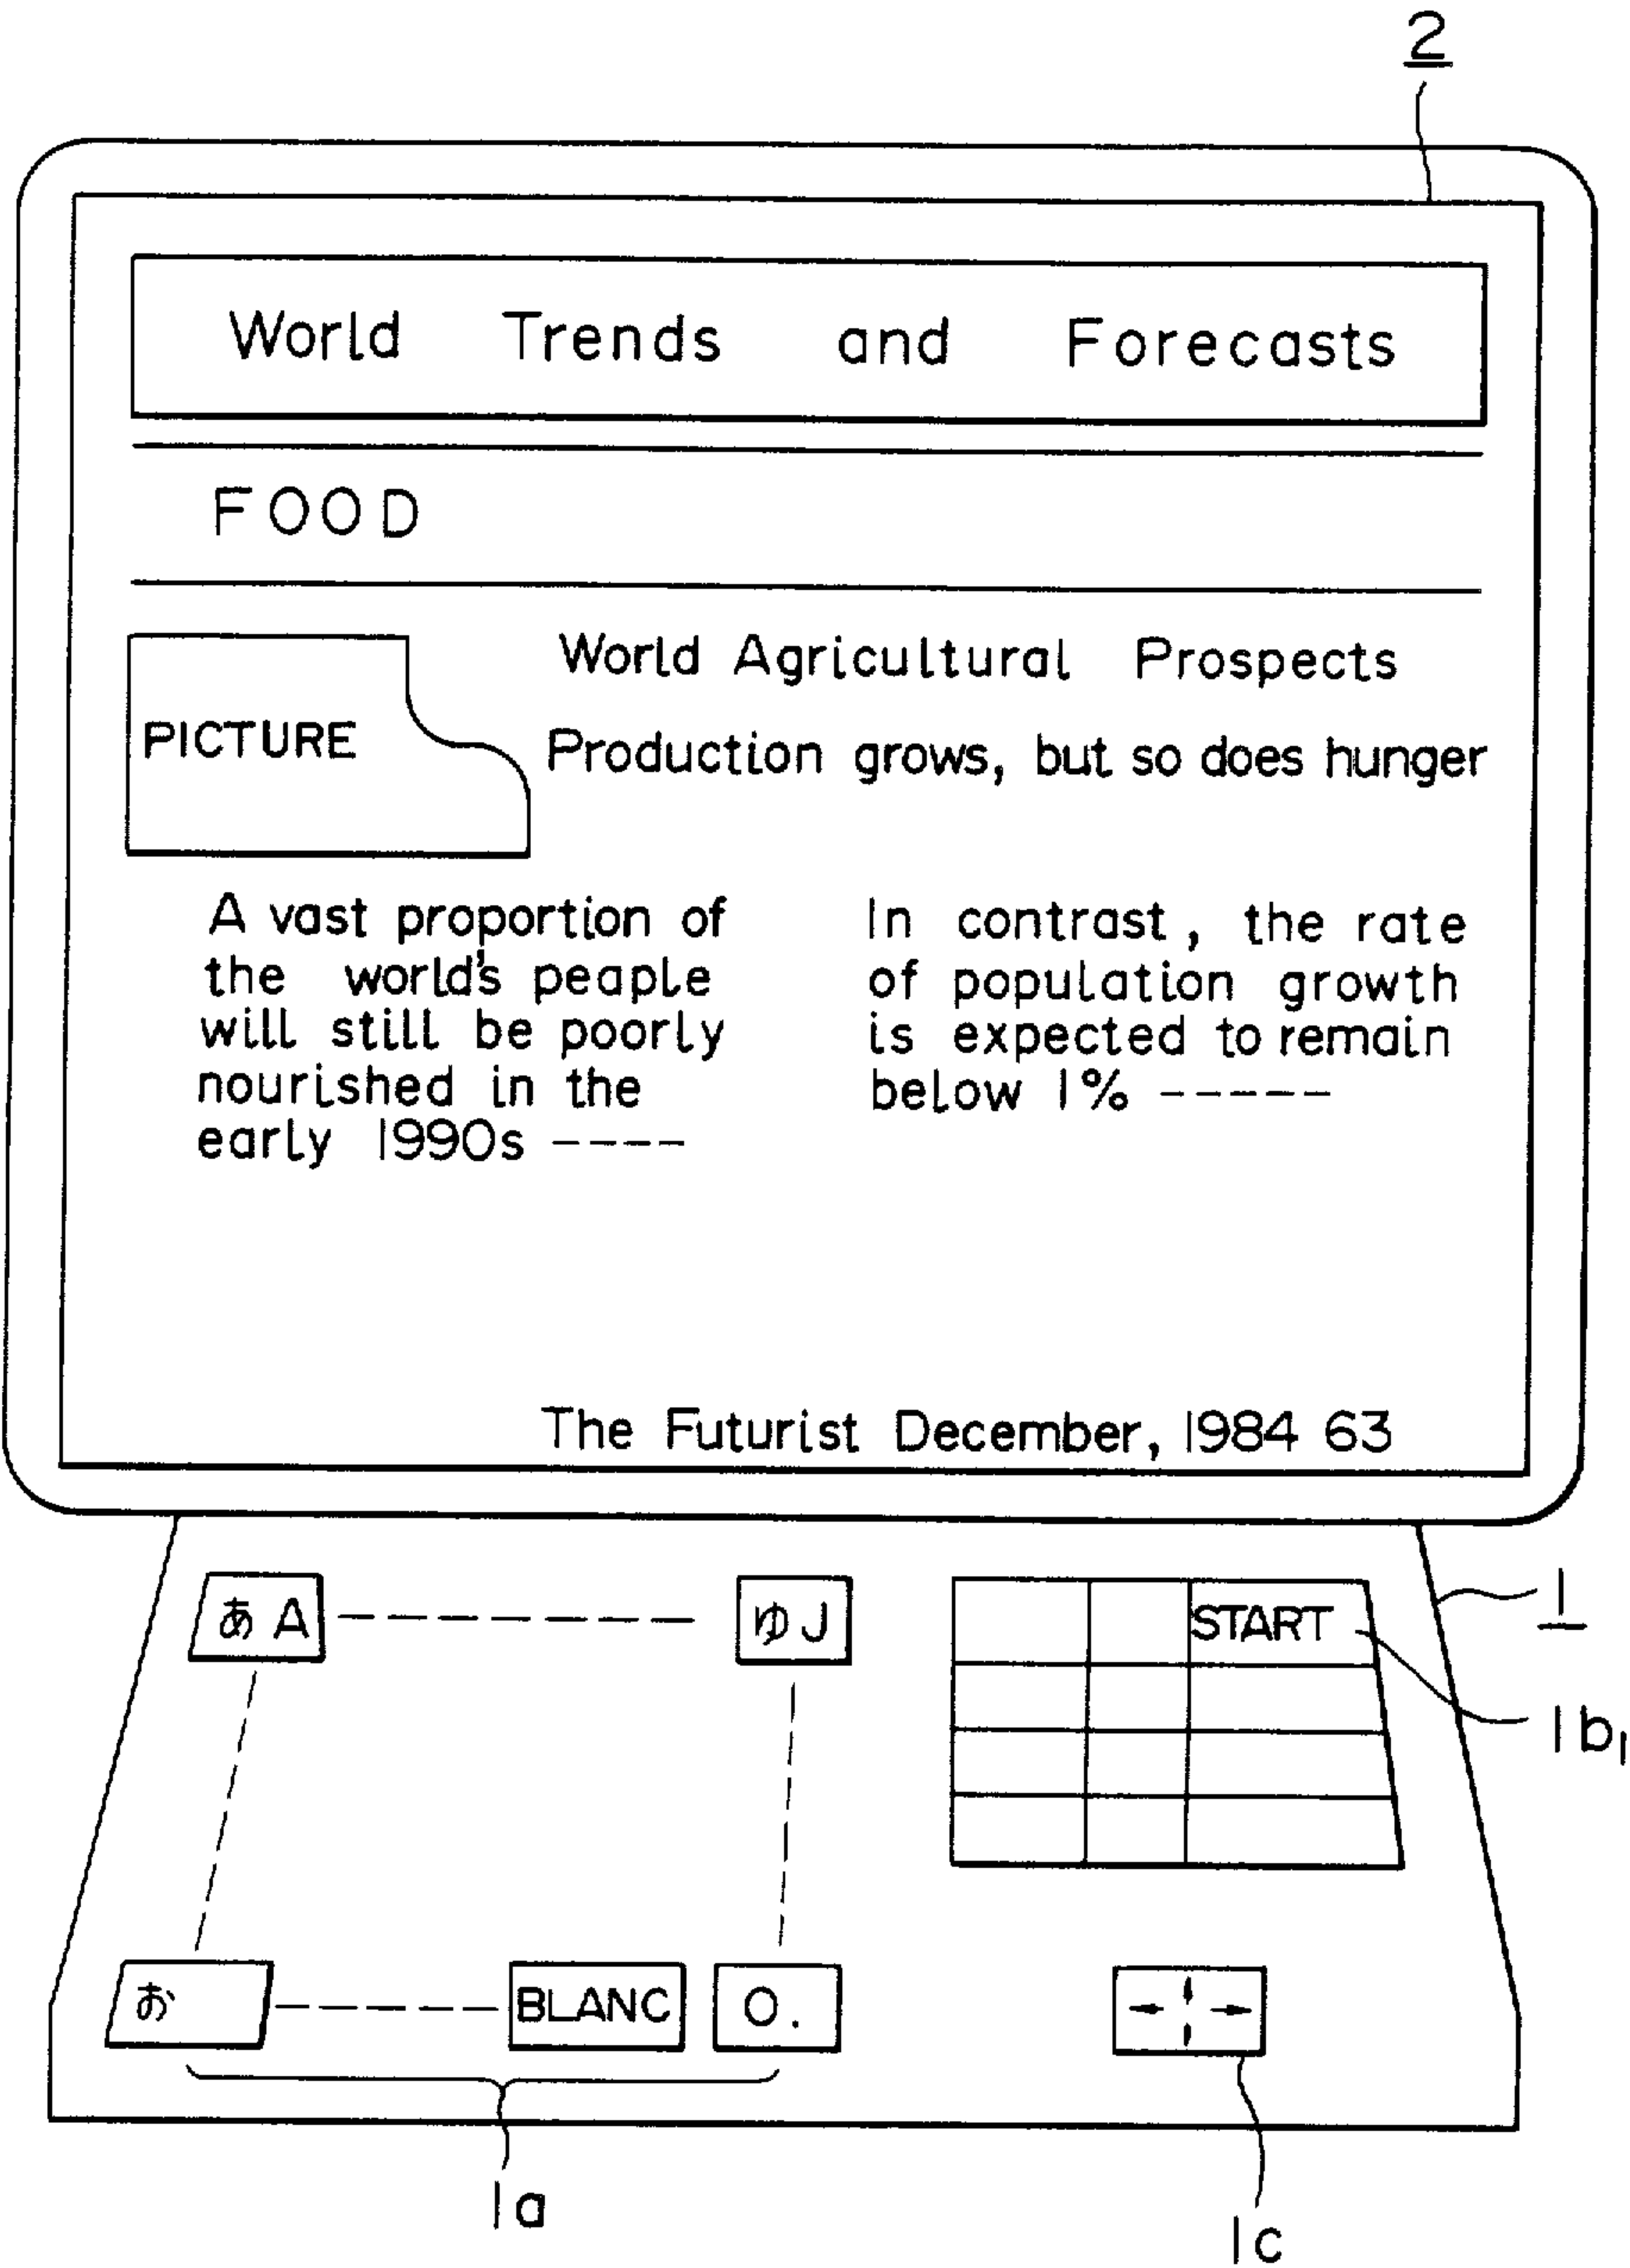 2
World Trends and Forecasts
FOOD
PICTURE
World Agricultural Prospects
Production grows, but so does hunger
A vast proportion of
the world's peaple
will still be poorly
nourished in the
early 1990s ----
In contrast, the rate
of population growth
is expected to remain
below 1% -----
The Futurist December, 1984 63
あ A
ゆ J
START
1
1b1
お
BLANC
0.
1a
1c